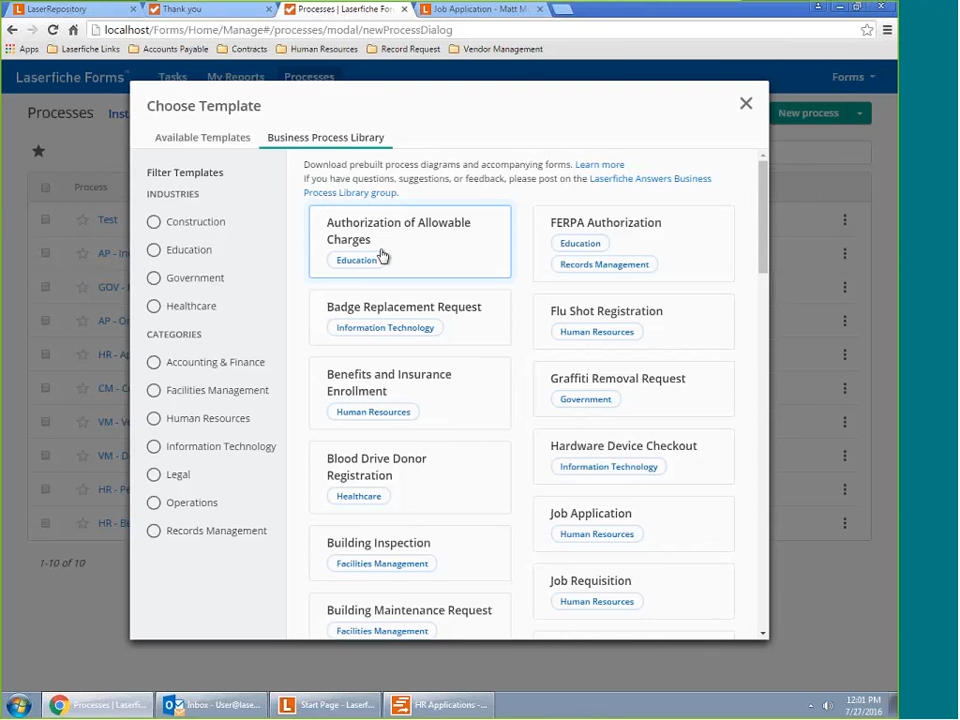 LaserRepository
Thank you
Processes | Laserfiche For
Job Application - Matt M
localhost/Forms/Home/Manage#/processes/modal/newProcessDialog
Apps
Laserfiche Links
Accounts Payable
Contracts
Human Resources
Record Request
Vendor Management
Laserfiche Forms
Tasks
My Reports
Processes
Forms
Processes
New process
Choose Template
Available Templates
Business Process Library
Filter Templates
INDUSTRIES
Construction
Education
Government
Healthcare
CATEGORIES
Accounting & Finance
Facilities Management
Human Resources
Information Technology
Legal
Operations
Records Management
Download prebuilt process diagrams and accompanying forms. Learn more
If you have questions, suggestions, or feedback, please post on the Laserfiche Answers Business
Process Library group.
Authorization of Allowable
Charges
Education
Badge Replacement Request
Information Technology
Benefits and Insurance
Enrollment
Human Resources
Blood Drive Donor
Registration
Healthcare
Building Inspection
Facilities Management
Building Maintenance Request
Facilities Management
FERPA Authorization
Education
Records Management
Flu Shot Registration
Human Resources
Graffiti Removal Request
Government
Hardware Device Checkout
Information Technology
Job Application
Human Resources
Job Requisition
Human Resources
Process
Test
AP - In
GOV -
AP - O
HR - A
CM - C
VM - V
VM - D
HR - P
HR - B
1-10 of 10
Processes | Laserfi...
Inbox - User@lase...
Start Page - Laserf...
HR Applications -...
12:01 PM
7/27/2016